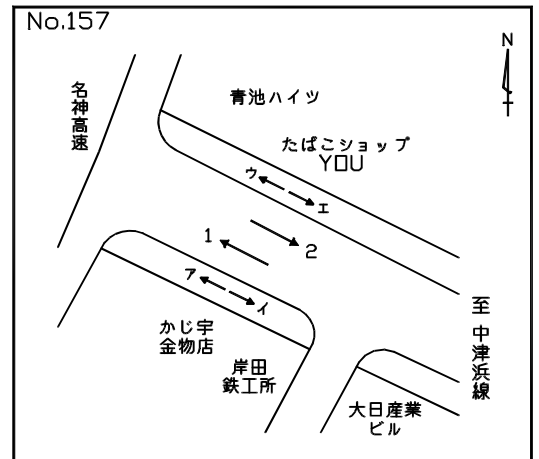 No.157
N
名神高速
青池ハイツ
たばこショップ
YOU
ウ
エ
1
2
ア
イ
かじ宇
金物店
岸田
鉄工所
至中津浜線
大日産業
ビル